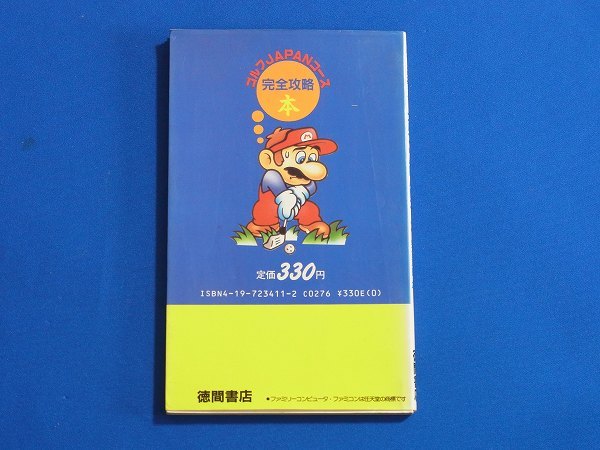 ゴルフJAPANコース
完全攻略
本
M
定価330円
ISBN4-19-723411-2 C0276 ¥330E(0)
徳間書店
●ファミリーコンピュータ・ファミコンは任天堂の商標です